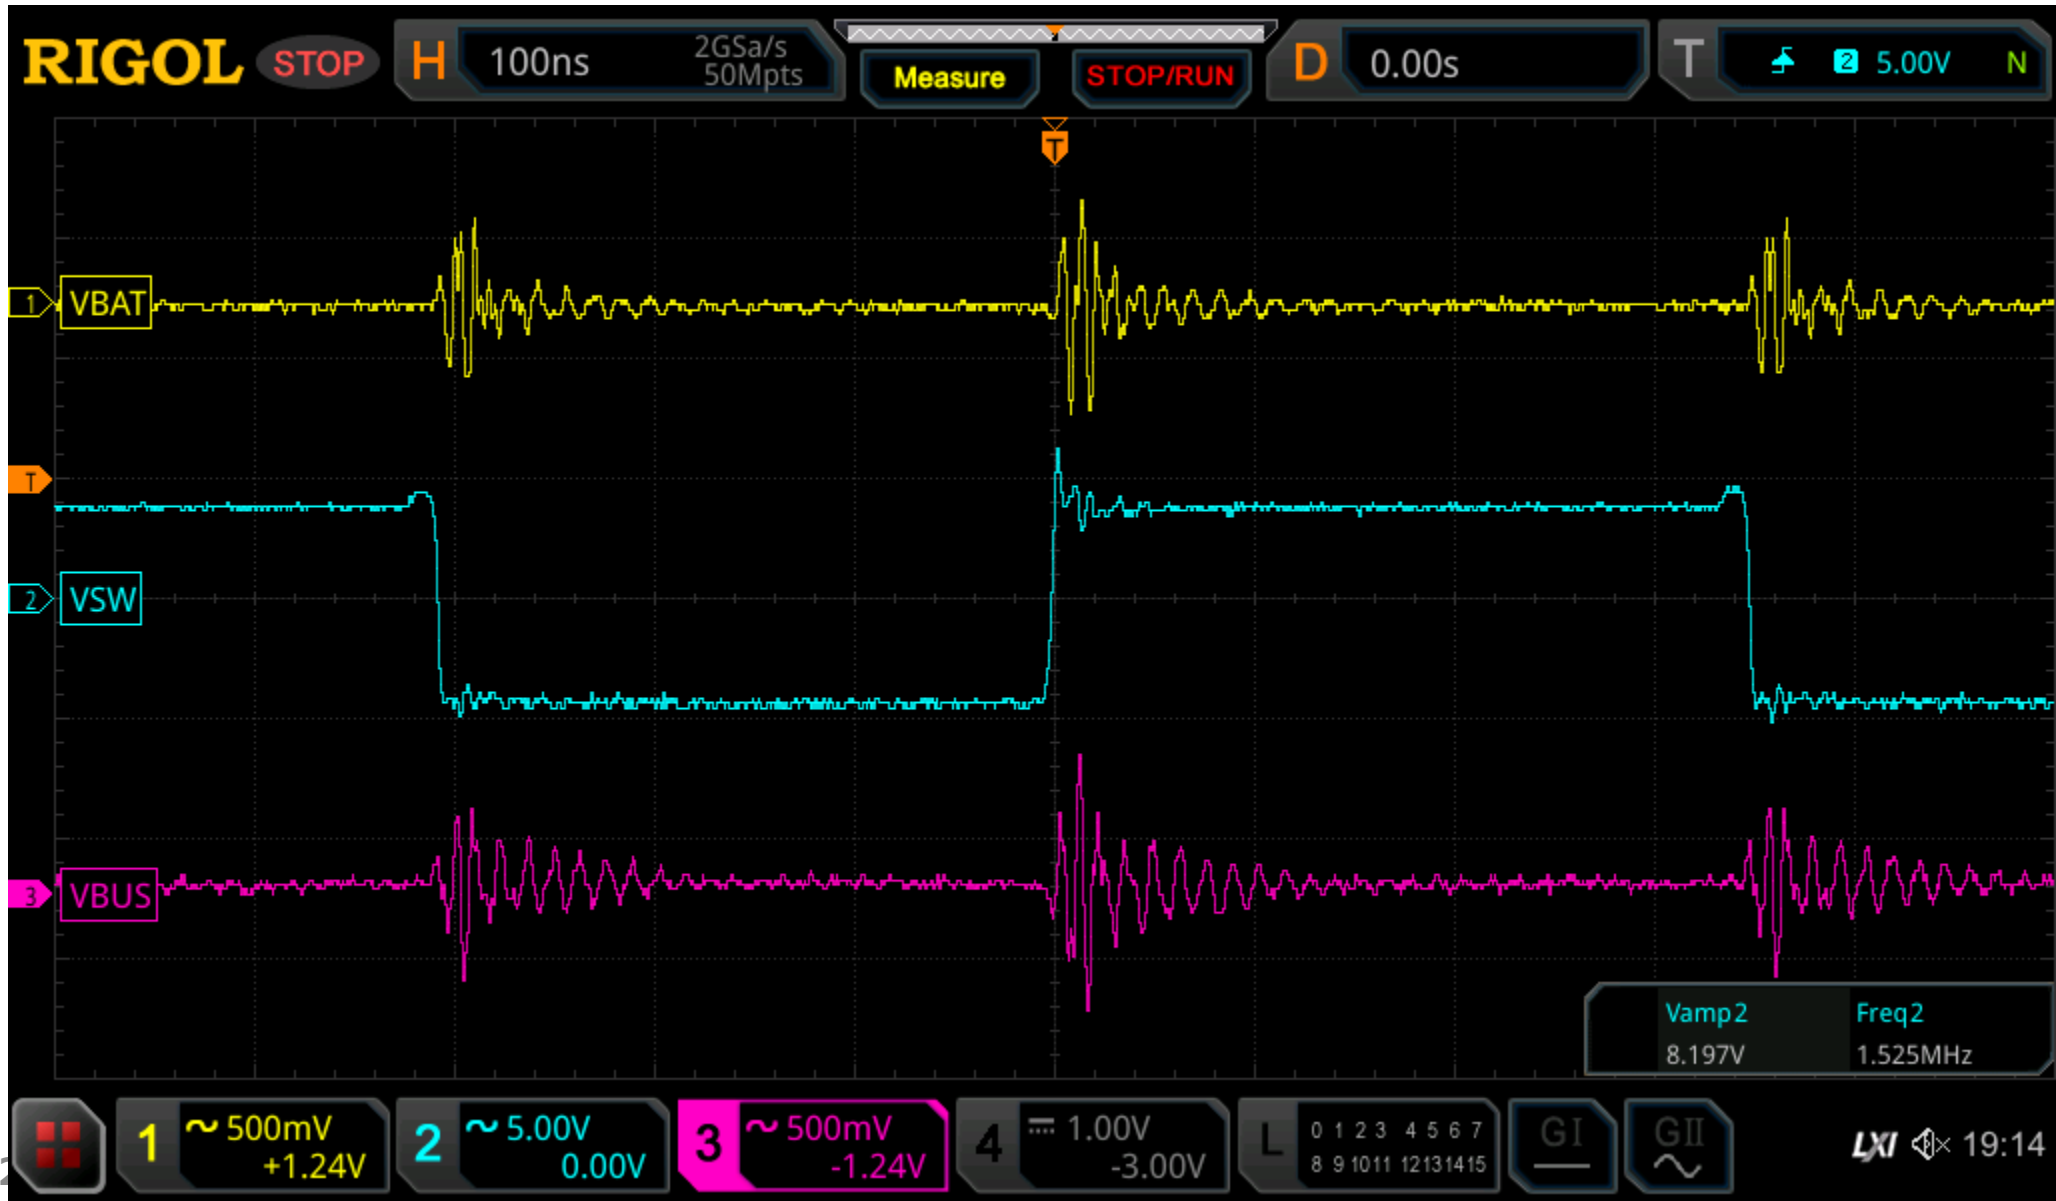 RIGOL STOP H 100ns 2GSa/s 50Mpts Measure STOP/RUN D 0.00s T 2 5.00V N
T
1 VBAT
T
2 VSW
3 VBUS
Vamp2 Freq2
8.197V 1.525MHz
1 500mV 2 5.00V 3 500mV 4 1.00V L 0 1 2 3 4 5 6 7 GI GII LXI 19:14
+1.24V 0.00V -1.24V -3.00V 8 9 10 11 12 13 14 15